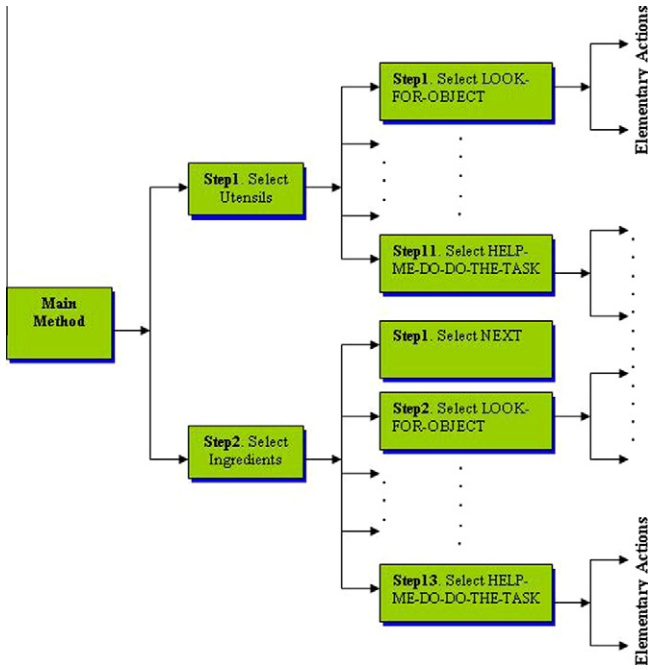 Step1. Select LOOK-
FOR-OBJECT
Elementary Actions
Step1. Select
Utensils
Step11. Select HELP-
ME-DO-DO-THE-TASK
Main
Method
Step1. Select NEXT
Step2. Select LOOK-
FOR-OBJECT
Step2. Select
Ingredients
Step13. Select HELP-
ME-DO-DO-THE-TASK
Elementary Actions